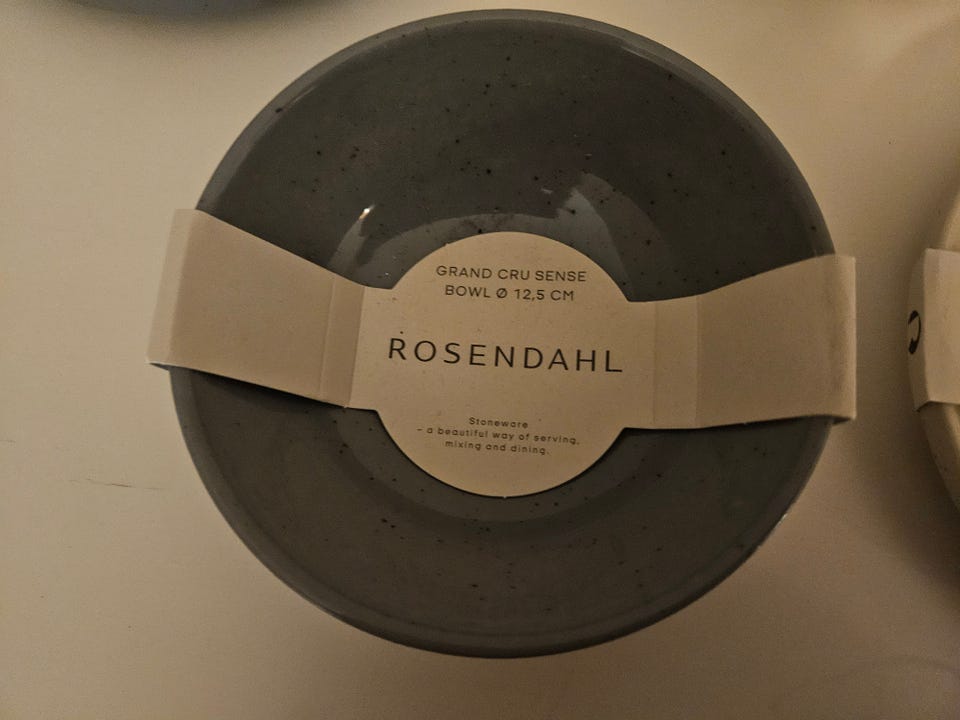 GRAND CRU SENSE
BOWL Ø 12,5 CM
ROSENDAHL
Stoneware
– a beautiful way of serving,
mixing and dining.